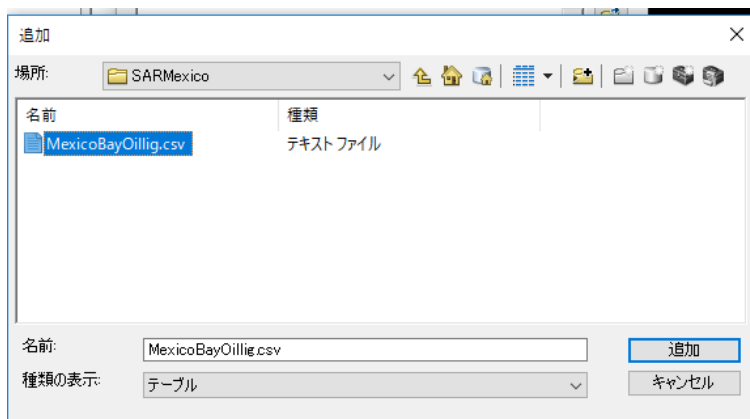 追加
場所:
SARMexico
名前
種類
MexicoBayOillig.csv
テキスト ファイル
名前:
MexicoBayOillig.csv
追加
種類の表示:
テーブル
キャンセル